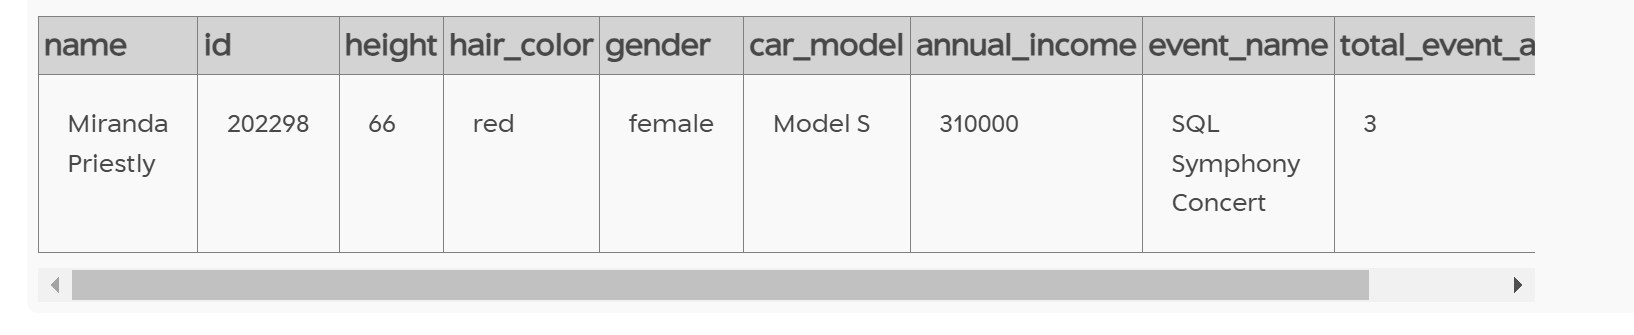 name id height hair_color gender car_model annual_income event_name total_event_a
Miranda 202298 66 red female Model S 310000 SQL 3
Priestly Symphony
Concert